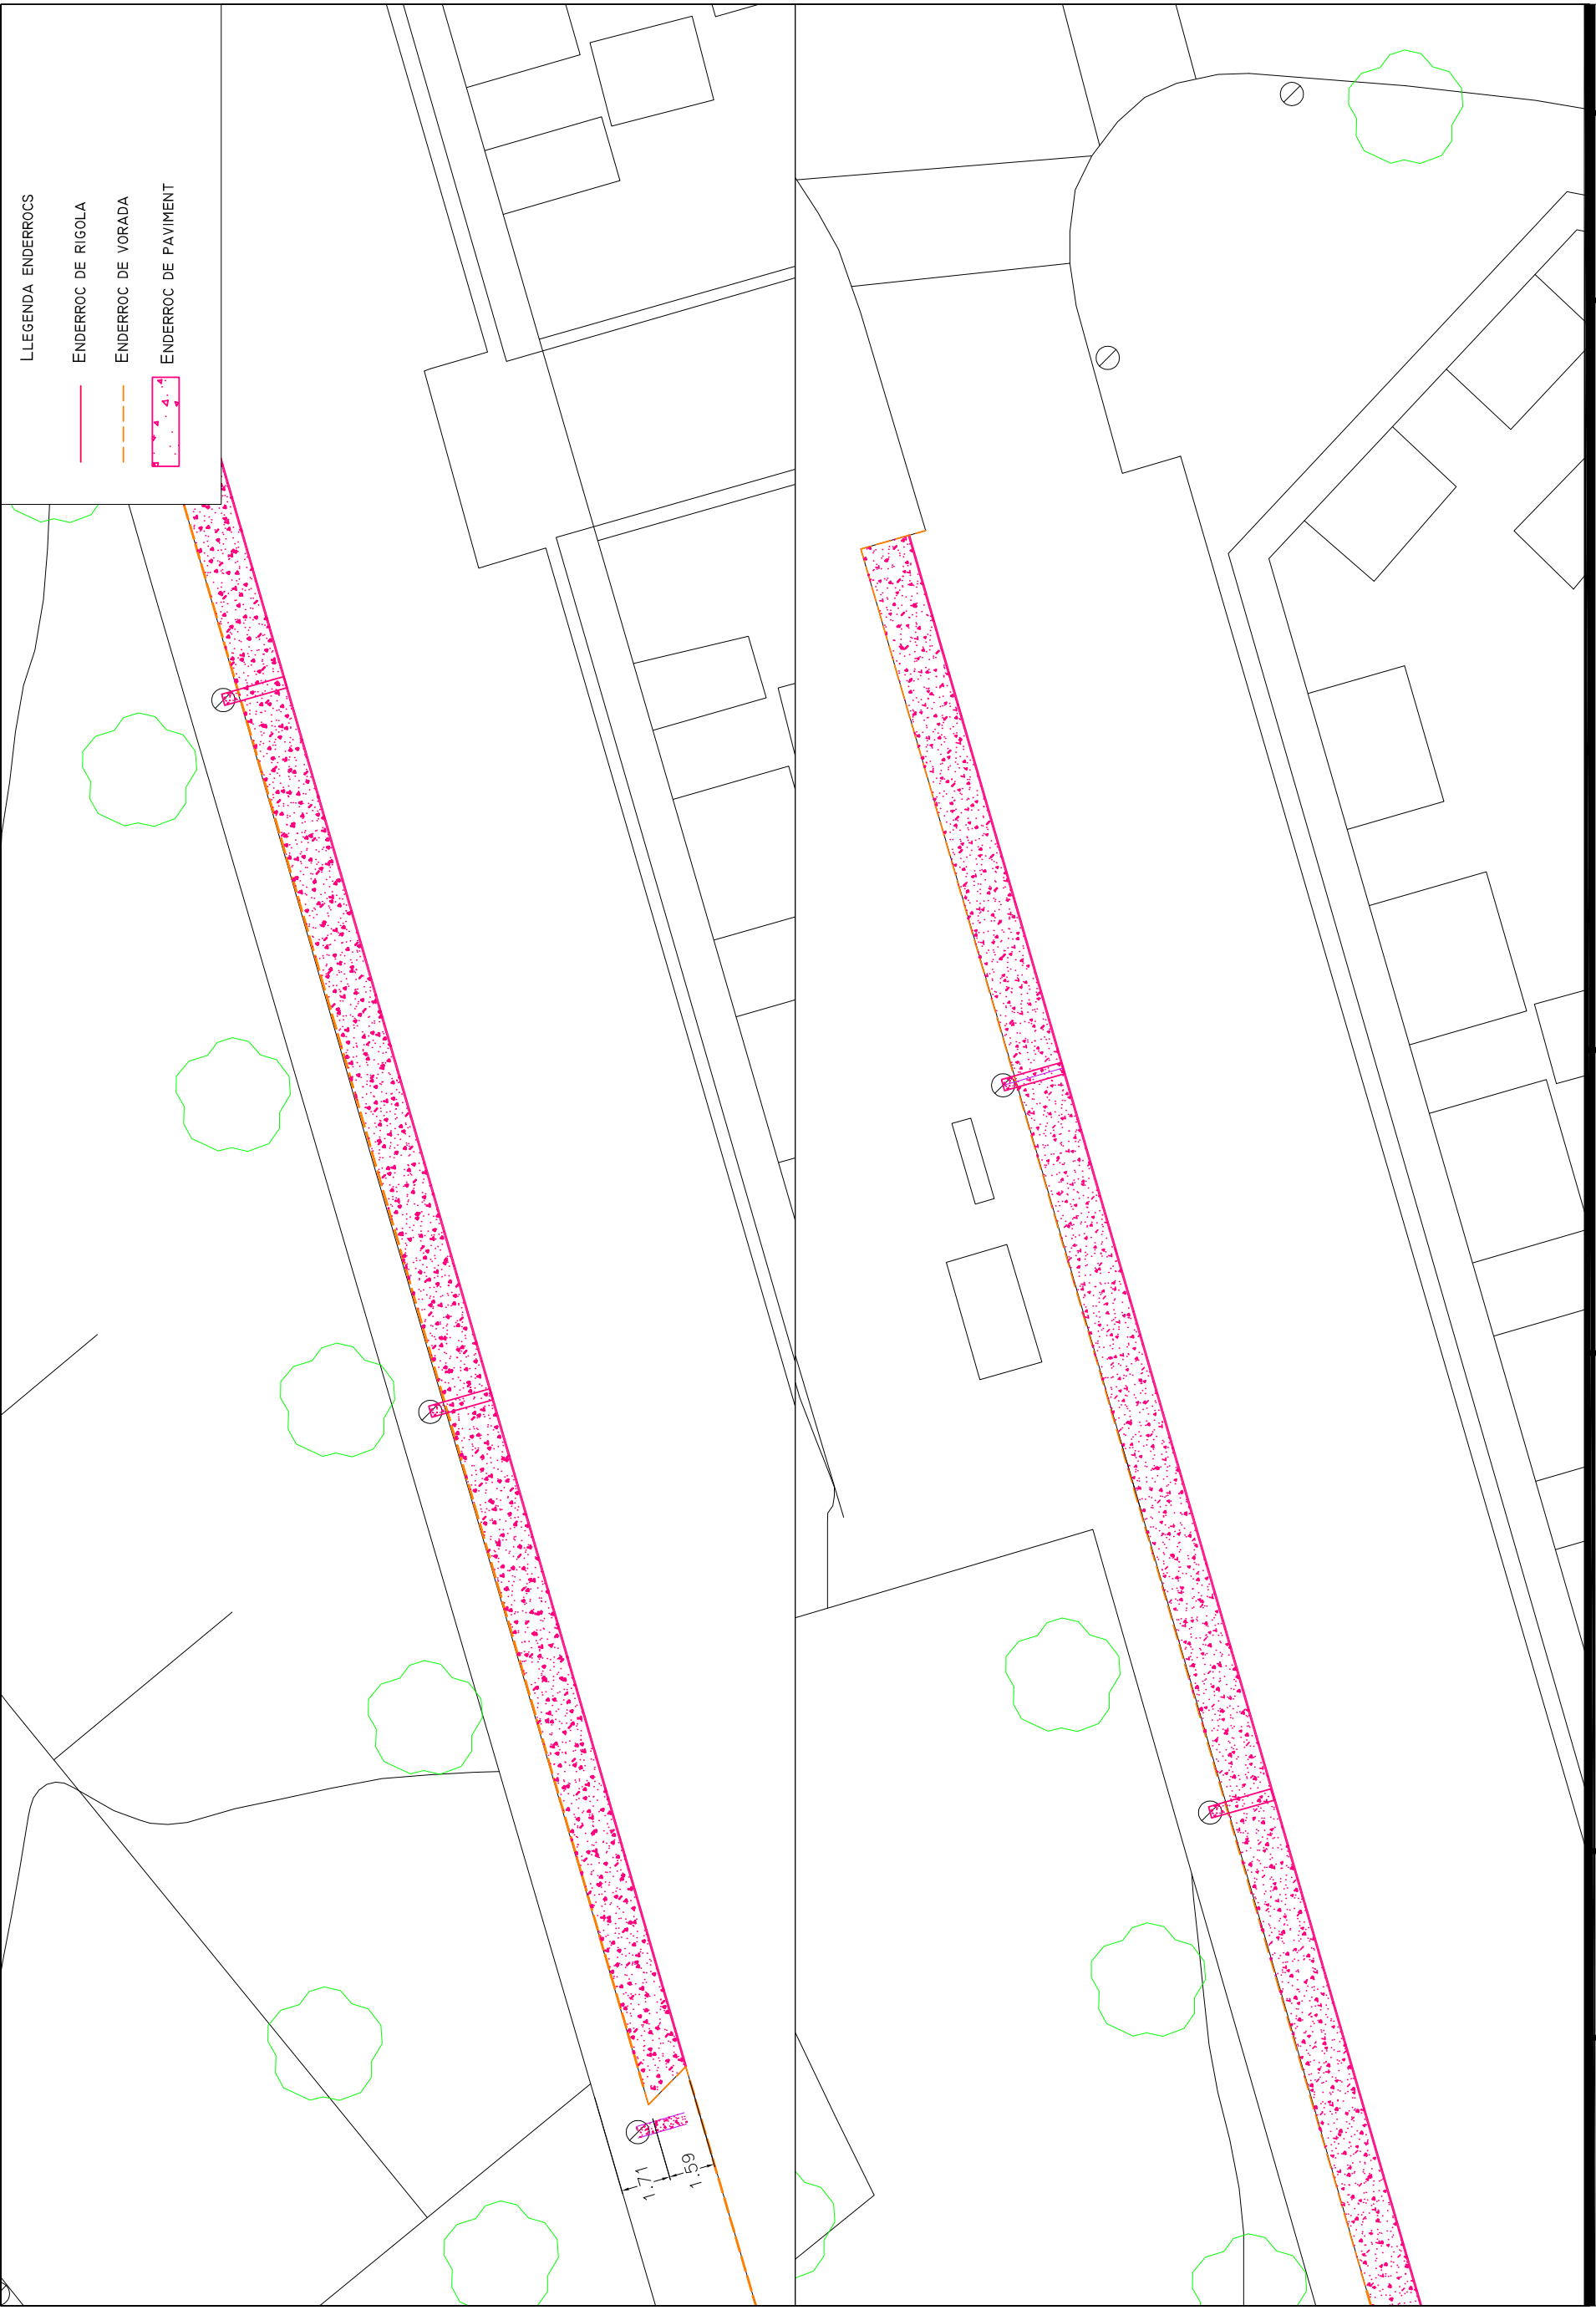 LLEGENDA ENDERROCS
ENDERROC DE RIGOLA
ENDERROC DE VORADA
ENDERROC DE PAVIMENT
1.71
1.59